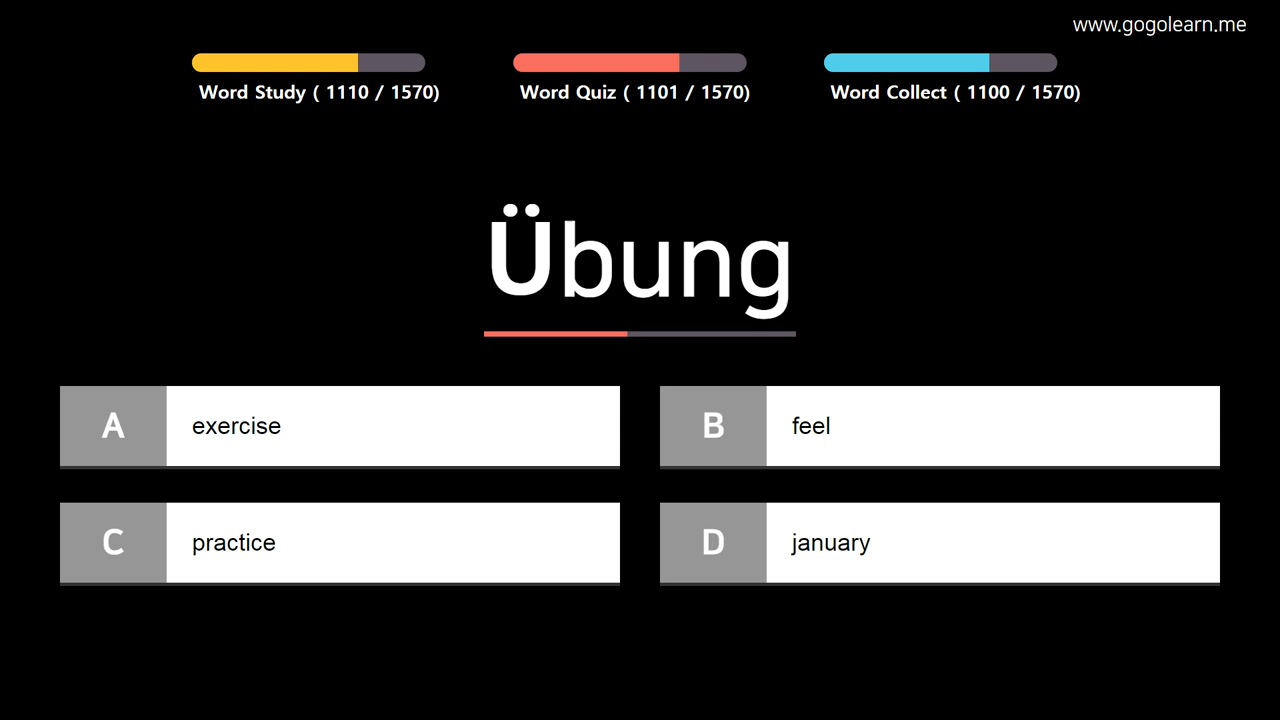 www.gogolearn.me
Word Study ( 1110 / 1570)
Word Quiz ( 1101 / 1570)
Word Collect ( 1100 / 1570)
Übung
A exercise
B feel
C practice
D january